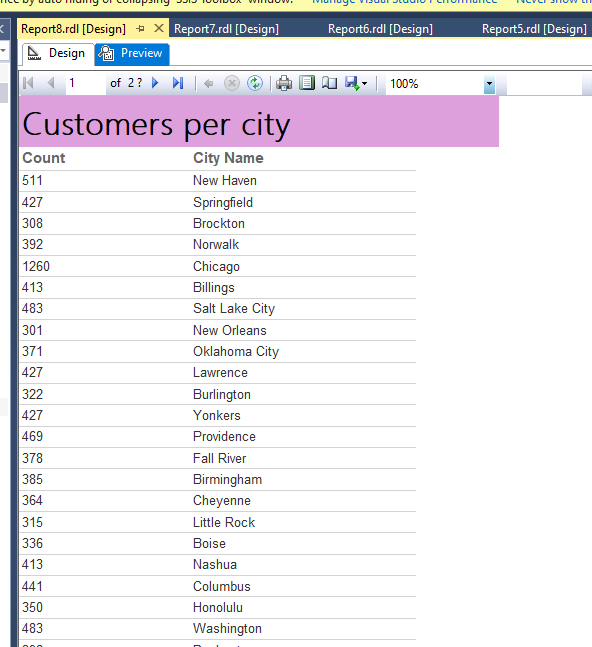 nce by auto hiding or collapsing 'SSIS Toolbox' window. Manage Visual Studio Performance Never show th
Report8.rdl [Design] Report7.rdl [Design] Report6.rdl [Design] Report5.rdl [Design]
Design Preview
1 of 2 ? 100%
Customers per city
Count City Name
511 New Haven
427 Springfield
308 Brockton
392 Norwalk
1260 Chicago
413 Billings
483 Salt Lake City
301 New Orleans
371 Oklahoma City
427 Lawrence
322 Burlington
427 Yonkers
469 Providence
378 Fall River
385 Birmingham
364 Cheyenne
315 Little Rock
336 Boise
413 Nashua
441 Columbus
350 Honolulu
483 Washington